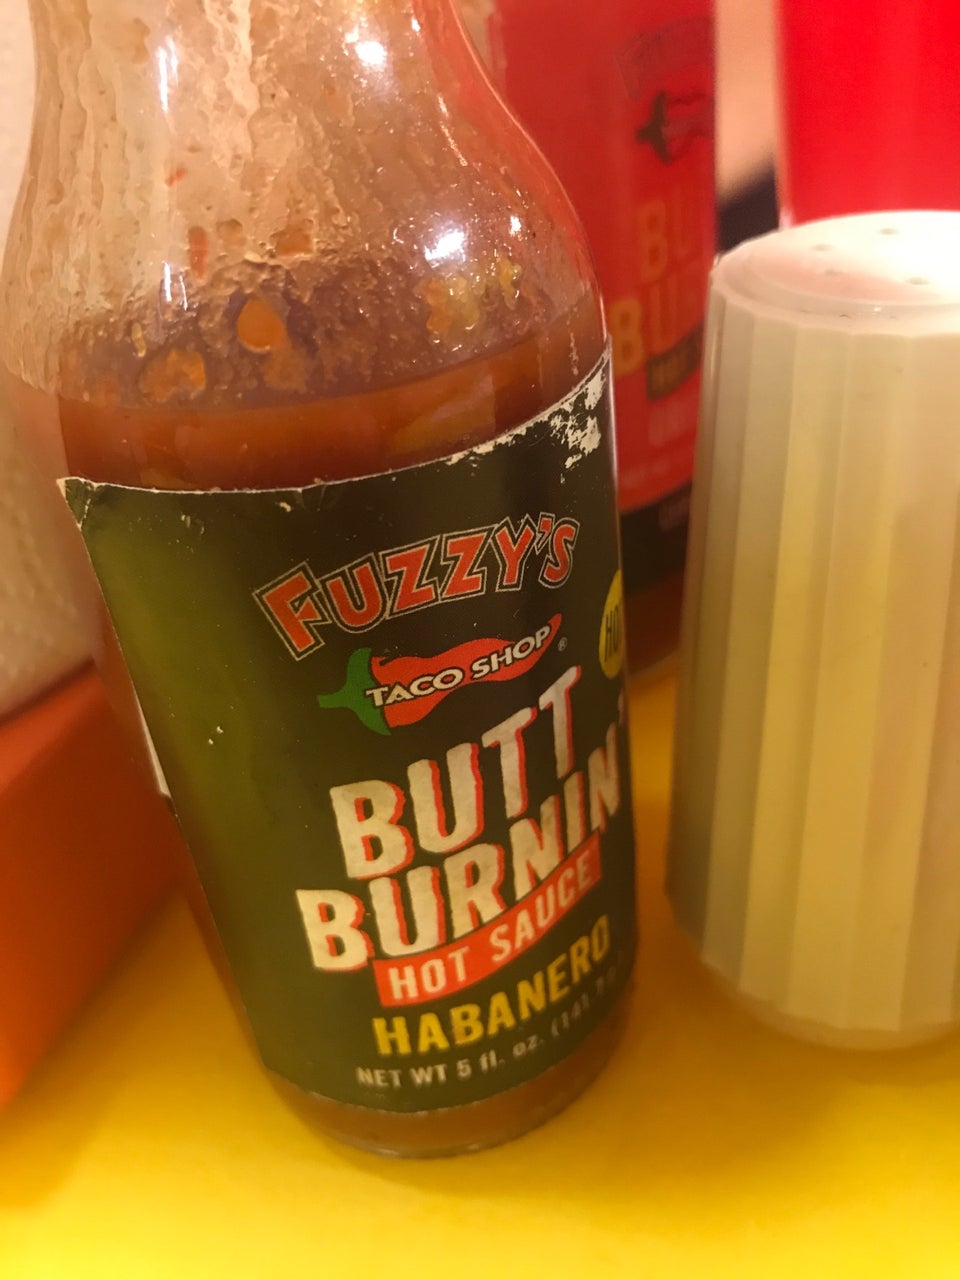 FUZZY'S
TACO SHOP®
BUTT
BURNIN'
HOT SAUCE
HABANERO
NET WT 5 fl. oz.